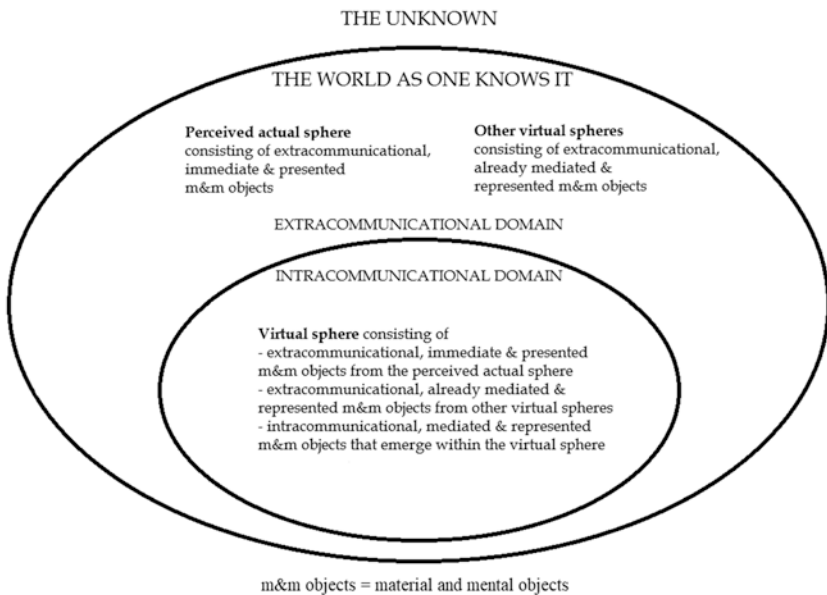 THE UNKNOWN
THE WORLD AS ONE KNOWS IT
Perceived actual sphere
consisting of extracommunicational,
immediate & presented
m&m objects
Other virtual spheres
consisting of extracommunicational,
already mediated &
represented m&m objects
EXTRACOMMUNICATIONAL DOMAIN
INTRACOMMUNICATIONAL DOMAIN
Virtual sphere consisting of
- extracommunicational, immediate & presented
m&m objects from the perceived actual sphere
- extracommunicational, already mediated &
represented m&m objects from other virtual spheres
- intracommunicational, mediated & represented
m&m objects that emerge within the virtual sphere
m&m objects = material and mental objects